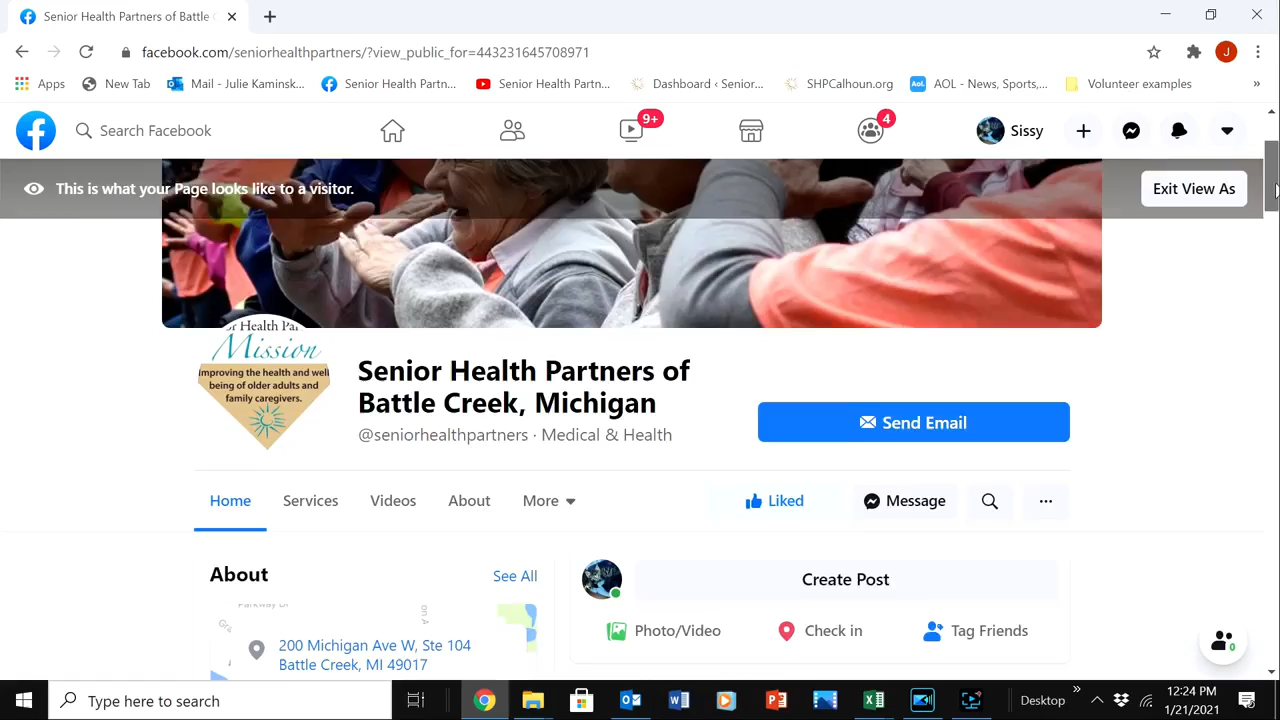 Senior Health Partners of Battle C
facebook.com/seniorhealthpartners/?view_public_for=443231645708971
J
Apps
New Tab
Mail - Julie Kaminsk...
Senior Health Partn...
Senior Health Partn...
Dashboard ‹ Senior...
SHPCalhoun.org
Aol.
AOL - News, Sports,...
Volunteer examples
»
Search Facebook
9+
4
Sissy
This is what your Page looks like to a visitor.
Exit View As
or Health Par
Mission
Improving the health and well
being of older adults and
family caregivers.
Senior Health Partners of
Battle Creek, Michigan
@seniorhealthpartners · Medical & Health
Send Email
Home
Services
Videos
About
More
Liked
Message
...
About
See All
Create Post
Photo/Video
Check in
Tag Friends
200 Michigan Ave W, Ste 104
Battle Creek, MI 49017
0
Type here to search
Desktop
»
12:24 PM
1/21/2021